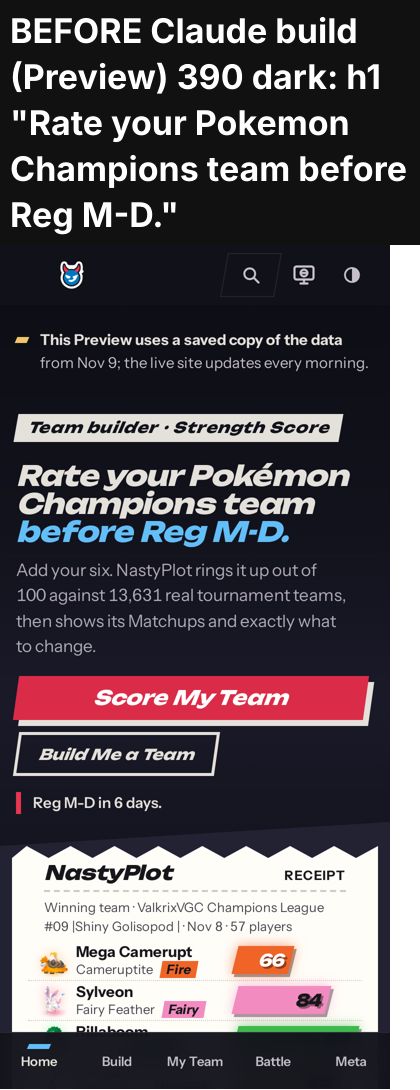 BEFORE Claude build
(Preview) 390 dark: h1
"Rate your Pokemon
Champions team before
Reg M-D."
This Preview uses a saved copy of the data
from Nov 9; the live site updates every morning.
Team builder · Strength Score
Rate your Pokémon
Champions team
before Reg M-D.
Add your six. NastyPlot rings it up out of
100 against 13,631 real tournament teams,
then shows its Matchups and exactly what
to change.
Score My Team
Build Me a Team
Reg M-D in 6 days.
NastyPlot RECEIPT
Winning team · ValkrixVGC Champions League
#09 |Shiny Golisopod | · Nov 8 · 57 players
Mega Camerupt
Cameruptite Fire 66
Sylveon
Fairy Feather Fairy 84
Rillaboom
Home Build My Team Battle Meta